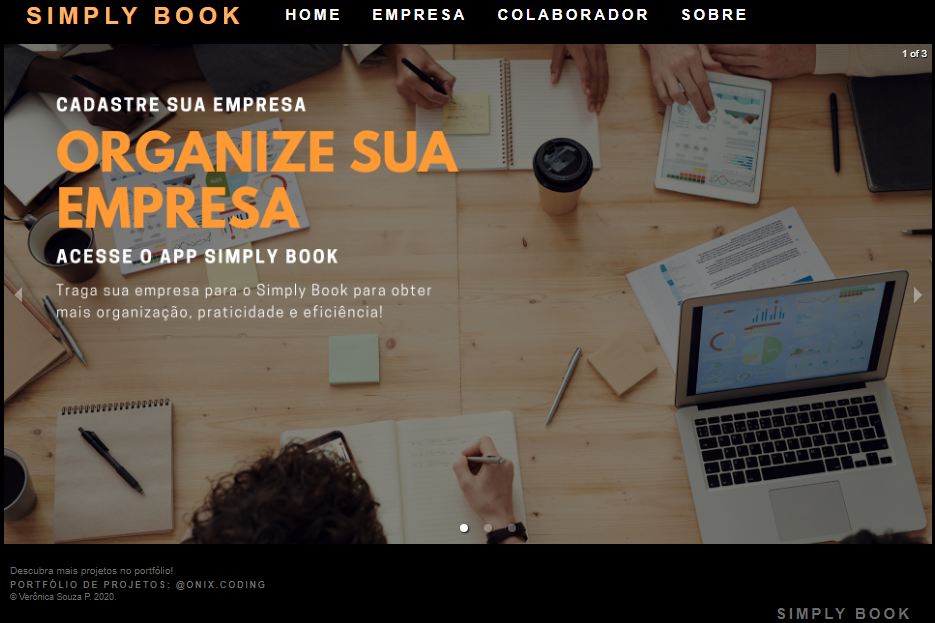 SIMPLY BOOK
HOME EMPRESA COLABORADOR SOBRE
1 of 3
CADASTRE SUA EMPRESA
ORGANIZE SUA
EMPRESA
ACESSE O APP SIMPLY BOOK
Traga sua empresa para o Simply Book para obter
mais organização, praticidade e eficiência!
Descubra mais projetos no portfólio!
PORTFÓLIO DE PROJETOS: @ONIX.CODING
© Verônica Souza P. 2020.
SIMPLY BOOK